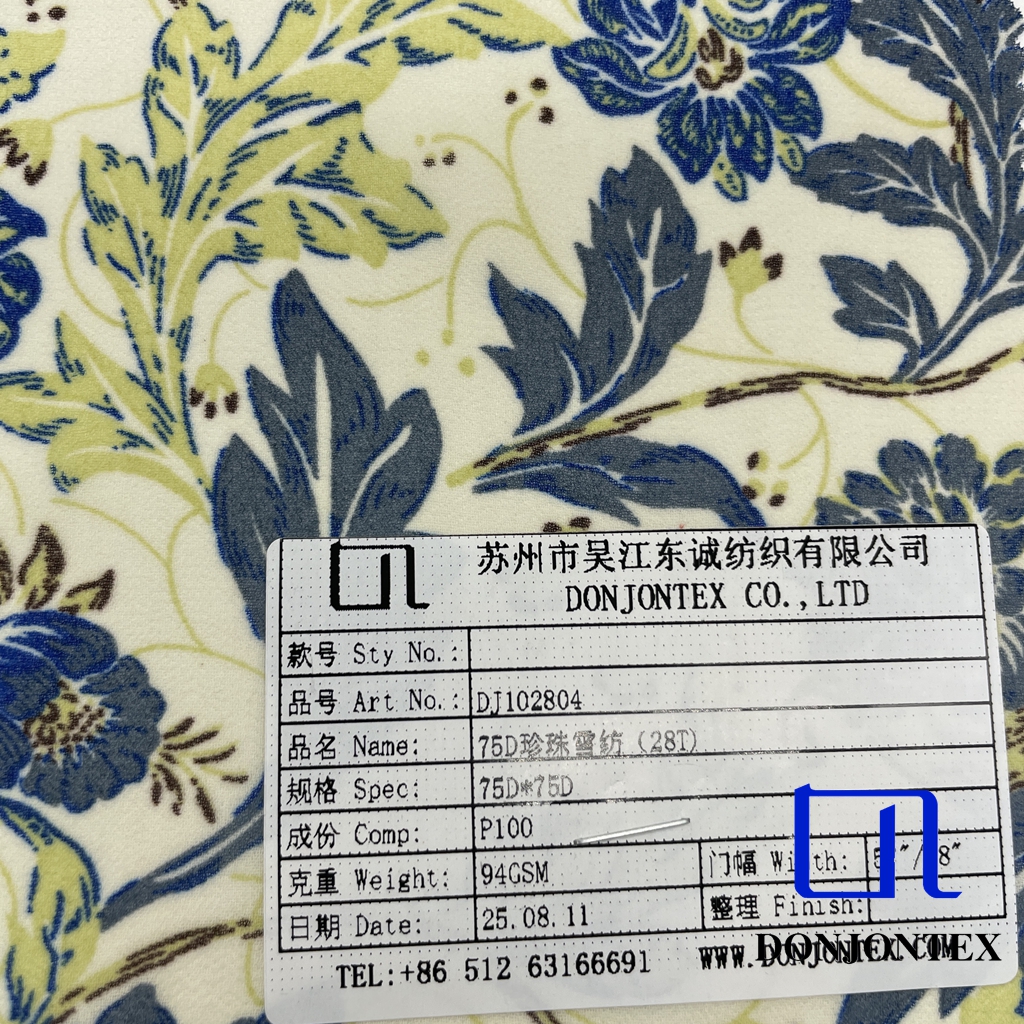 苏州市吴江东诚纺织有限公司
DONJONTEX CO.,LTD
款号 Sty No.:
品号 Art No.: DJ102804
品名 Name: 75D珍珠雪纺 (28T)
规格 Spec: 75D*75D
成份 Comp: P100
克重 Weight: 94GSM 门幅
日期 Date: 25.08.11 整理 Finish:
TEL:+86 512 63166691
DONJONTEX